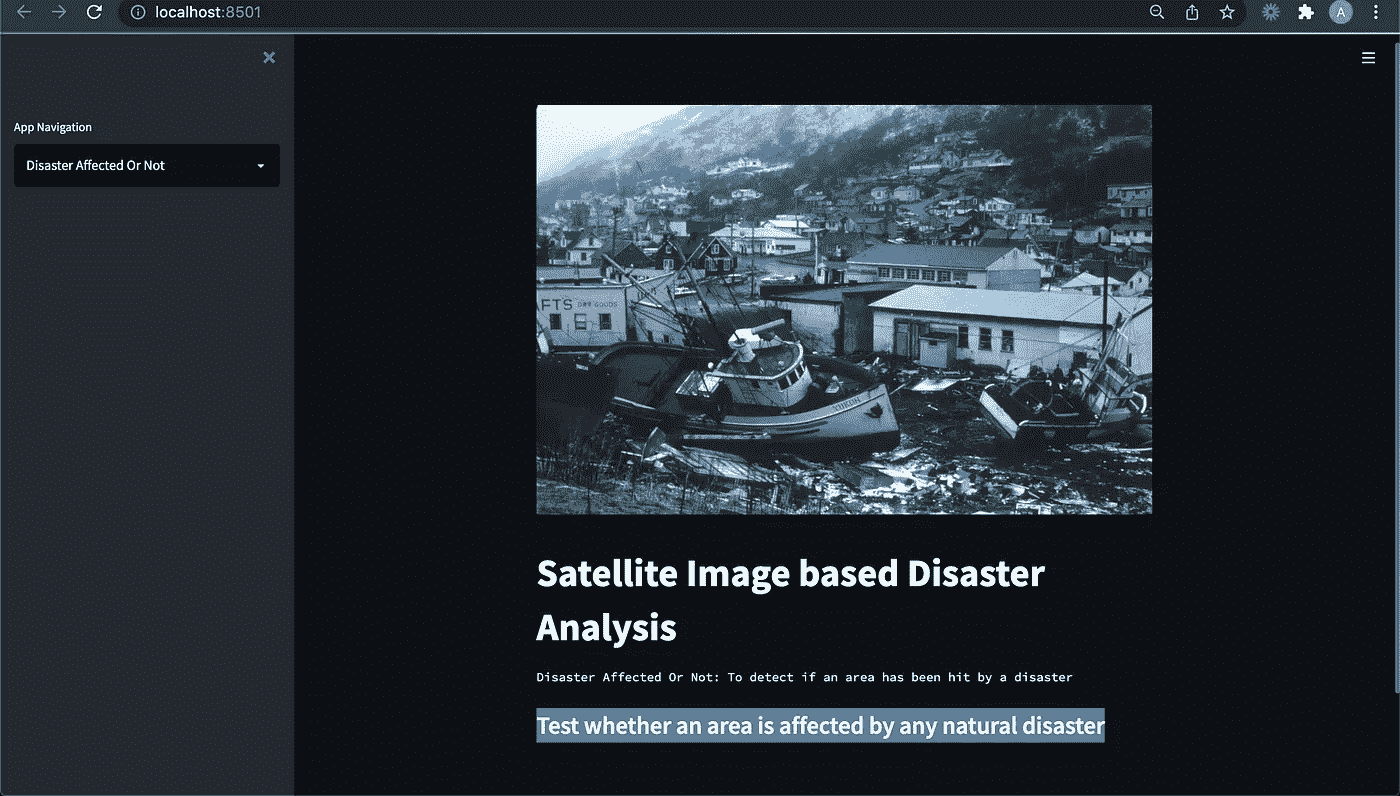 localhost:8501
A
App Navigation
Disaster Affected Or Not
FTS DRY GOODS
YUKON
Satellite Image based Disaster
Analysis
Disaster Affected Or Not: To detect if an area has been hit by a disaster
Test whether an area is affected by any natural disaster